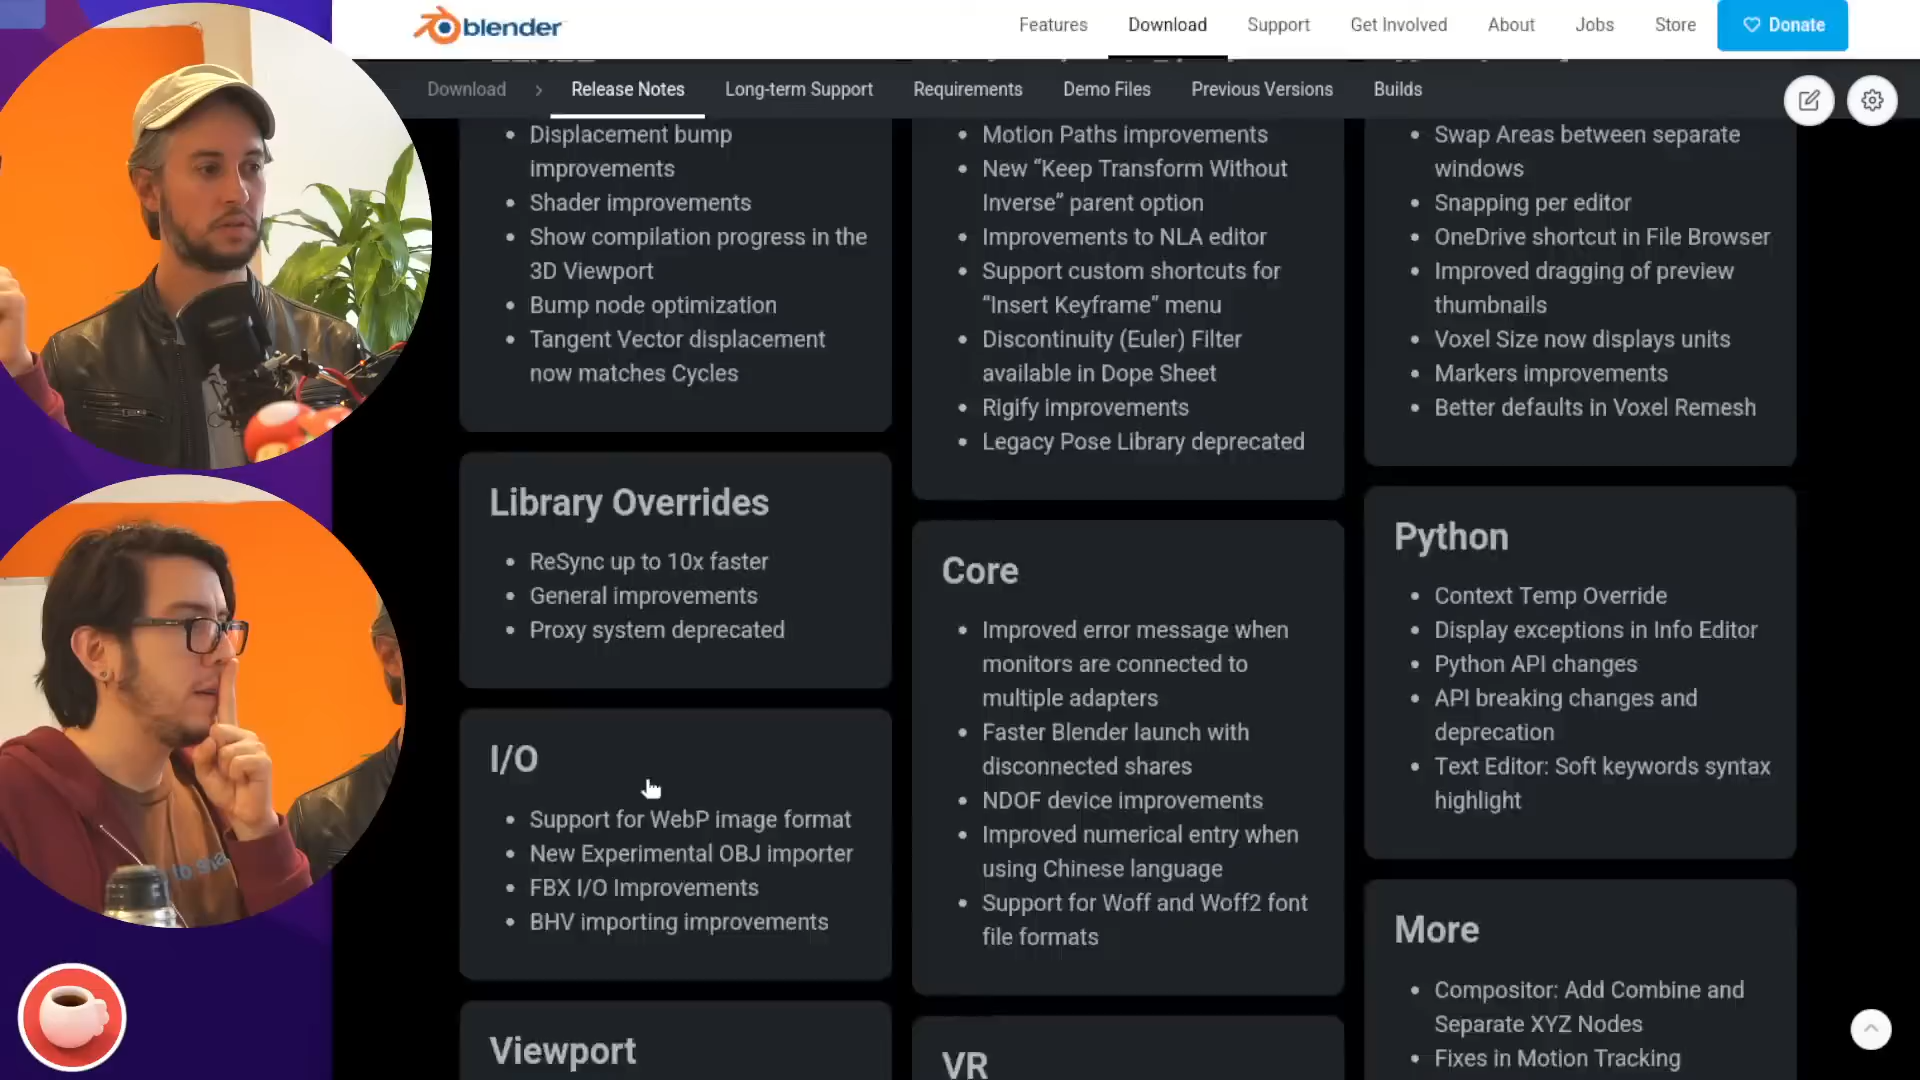 blender
Features
Download
Support
Get Involved
About
Jobs
Store
Donate
Download
Release Notes
Long-term Support
Requirements
Demo Files
Previous Versions
Builds
Displacement bump
improvements
Shader improvements
Show compilation progress in the
3D Viewport
Bump node optimization
Tangent Vector displacement
now matches Cycles
Library Overrides
ReSync up to 10x faster
General improvements
Proxy system deprecated
I/O
Support for WebP image format
New Experimental OBJ importer
FBX I/O Improvements
BHV importing improvements
Viewport
Motion Paths improvements
New “Keep Transform Without
Inverse” parent option
Improvements to NLA editor
Support custom shortcuts for
“Insert Keyframe” menu
Discontinuity (Euler) Filter
available in Dope Sheet
Rigify improvements
Legacy Pose Library deprecated
Core
Improved error message when
monitors are connected to
multiple adapters
Faster Blender launch with
disconnected shares
NDOF device improvements
Improved numerical entry when
using Chinese language
Support for Woff and Woff2 font
file formats
VR
Swap Areas between separate
windows
Snapping per editor
OneDrive shortcut in File Browser
Improved dragging of preview
thumbnails
Voxel Size now displays units
Markers improvements
Better defaults in Voxel Remesh
Python
Context Temp Override
Display exceptions in Info Editor
Python API changes
API breaking changes and
deprecation
Text Editor: Soft keywords syntax
highlight
More
Compositor: Add Combine and
Separate XYZ Nodes
Fixes in Motion Tracking